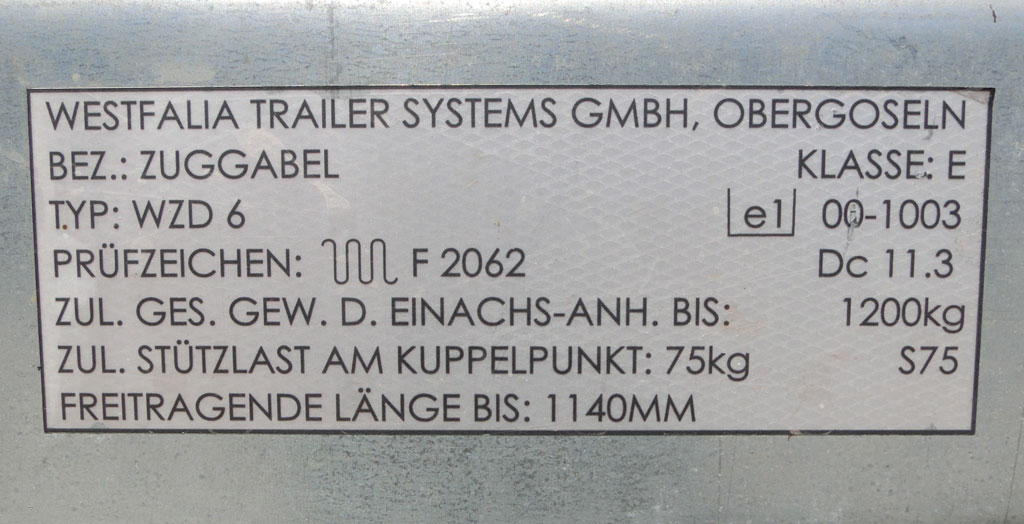 WESTFALIA TRAILER SYSTEMS GMBH, OBERGOSELN
BEZ.: ZUGGABEL KLASSE: E
TYP: WZD 6 e1 00-1003
PRÜFZEICHEN: F 2062 Dc 11.3
ZUL. GES. GEW. D. EINACHS-ANH. BIS: 1200kg
ZUL. STÜTZLAST AM KUPPELPUNKT: 75kg S75
FREITRAGENDE LÄNGE BIS: 1140MM